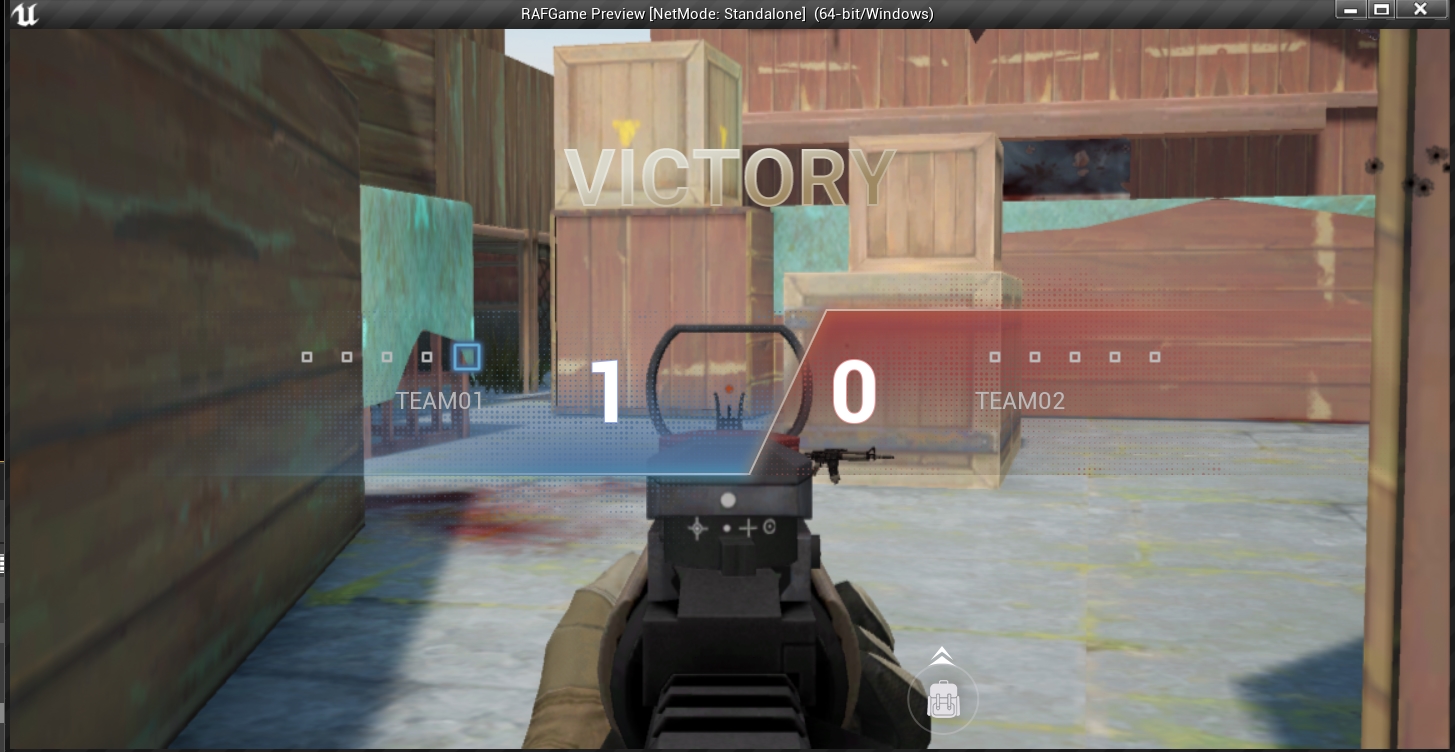 RAFGame Preview [NetMode: Standalone] (64-bit/Windows)
VICTORY
1 0
TEAM01 TEAM02